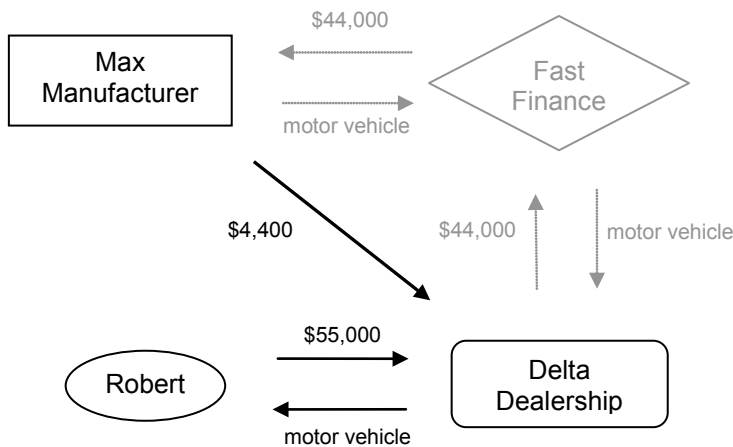 $44,000
Max
Manufacturer
Fast
Finance
motor vehicle
$4,400
$44,000
motor vehicle
$55,000
Robert
Delta
Dealership
motor vehicle